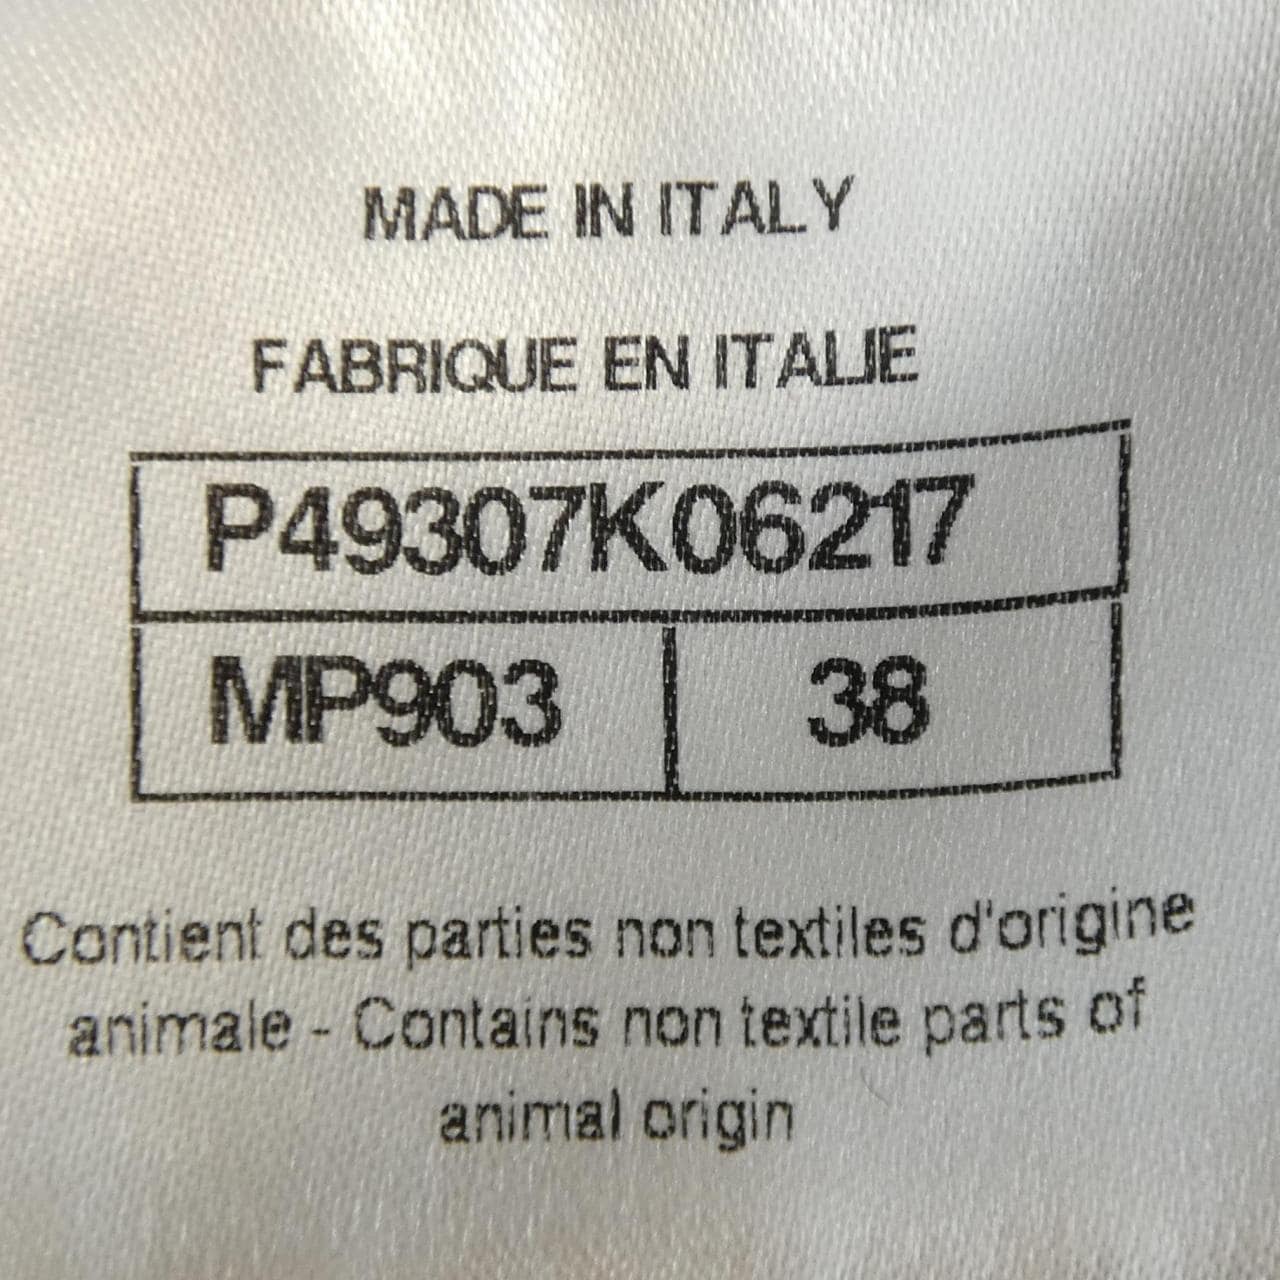 MADE IN ITALY
FABRIQUE EN ITALIE
P49307K06217
MP903 38
Contient des parties non textiles d'origine
animale - Contains non textile parts of
animal origin